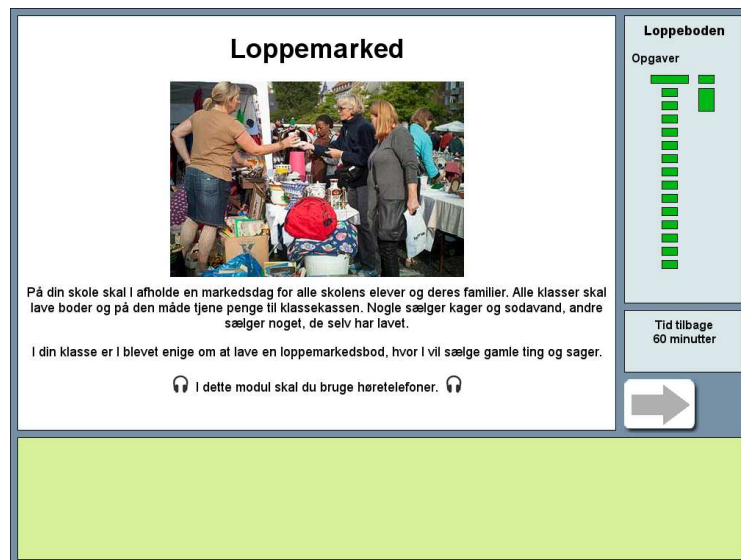 Loppemarked
På din skole skal I afholde en markedsdag for alle skolens elever og deres familier. Alle klasser skal
lave boder og på den måde tjene penge til klassekassen. Nogle sælger kager og sodavand, andre
sælger noget, de selv har lavet.
I din klasse er I blevet enige om at lave en loppemarkedsbod, hvor I vil sælge gamle ting og sager.
I dette modul skal du bruge høretelefoner.
Loppeboden
Opgaver
Tid tilbage
60 minutter